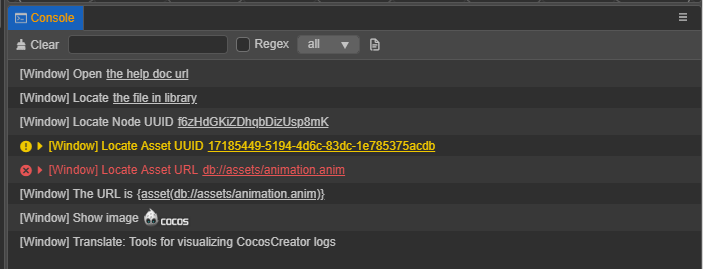 Console
Clear
Regex
all
[Window] Open the help doc url
[Window] Locate the file in library
[Window] Locate Node UUID f6zHdGKiZDhqbDizUsp8mK
[Window] Locate Asset UUID 17185449-5194-4d6c-83dc-1e785375acdb
[Window] Locate Asset URL db://assets/animation.anim
[Window] The URL is {asset(db://assets/animation.anim)}
[Window] Show image COCOS
[Window] Translate: Tools for visualizing CocosCreator logs